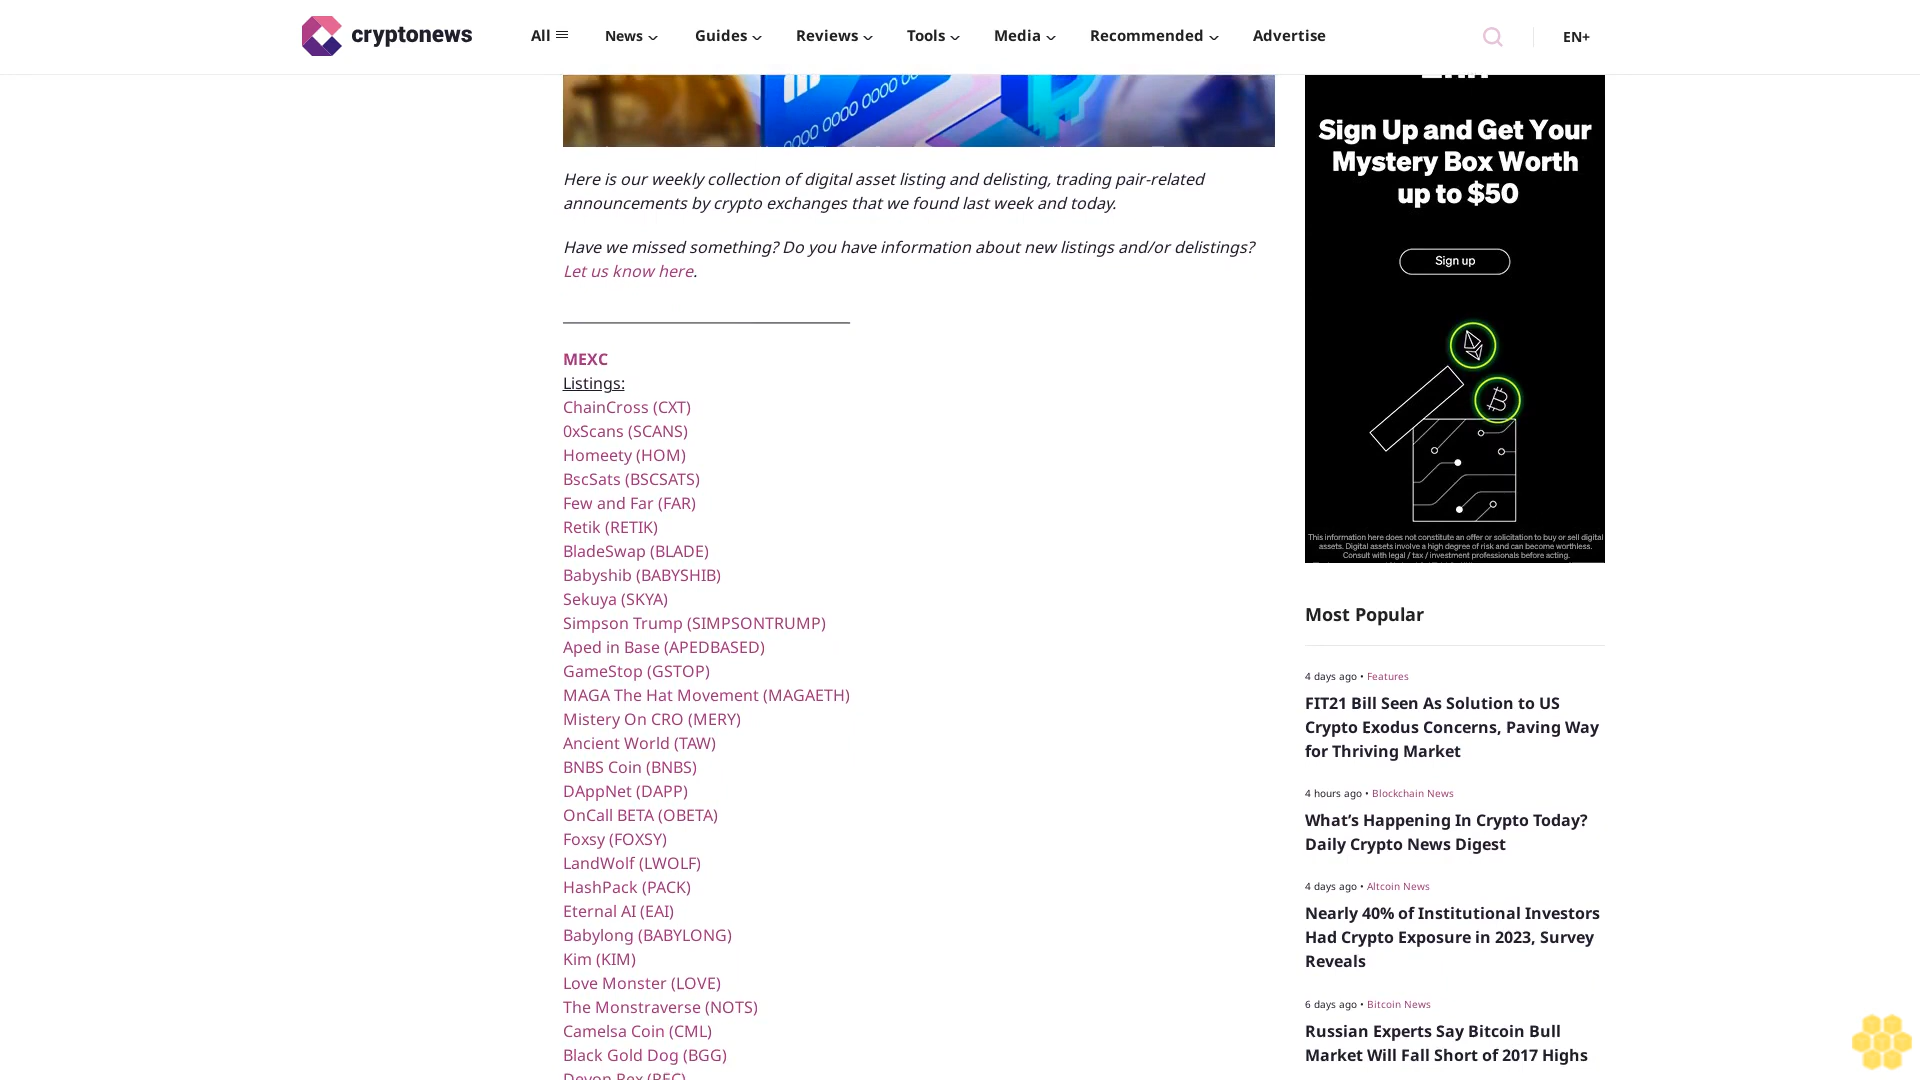 cryptonews
All
News
Guides
Reviews
Tools
Media
Recommended
Advertise
EN+
OOO OOOO OOOO
Here is our weekly collection of digital asset listing and delisting, trading pair-related
announcements by crypto exchanges that we found last week and today.
Have we missed something? Do you have information about new listings and/or delistings?
Let us know here.
MEXC
Listings:
ChainCross (CXT)
0xScans (SCANS)
Homeety (HOM)
BscSats (BSCSATS)
Few and Far (FAR)
Retik (RETIK)
BladeSwap (BLADE)
Babyshib (BABYSHIB)
Sekuya (SKYA)
Simpson Trump (SIMPSONTRUMP)
Aped in Base (APEDBASED)
GameStop (GSTOP)
MAGA The Hat Movement (MAGAETH)
Mistery On CRO (MERY)
Ancient World (TAW)
BNBS Coin (BNBS)
DAppNet (DAPP)
OnCall BETA (OBETA)
Foxsy (FOXSY)
LandWolf (LWOLF)
HashPack (PACK)
Eternal AI (EAI)
Babylong (BABYLONG)
Kim (KIM)
Love Monster (LOVE)
The Monstraverse (NOTS)
Camelsa Coin (CML)
Black Gold Dog (BGG)
Devon Rex (REC)
Sign Up and Get Your
Mystery Box Worth
up to $50
Sign up
This information here does not constitute an offer or solicitation to buy or sell digital
assets. Digital assets involve a high degree of risk and can become worthless.
Consult with legal / tax / investment professionals before acting.
Most Popular
4 days ago • Features
FIT21 Bill Seen As Solution to US
Crypto Exodus Concerns, Paving Way
for Thriving Market
4 hours ago • Blockchain News
What’s Happening In Crypto Today?
Daily Crypto News Digest
4 days ago • Altcoin News
Nearly 40% of Institutional Investors
Had Crypto Exposure in 2023, Survey
Reveals
6 days ago • Bitcoin News
Russian Experts Say Bitcoin Bull
Market Will Fall Short of 2017 Highs